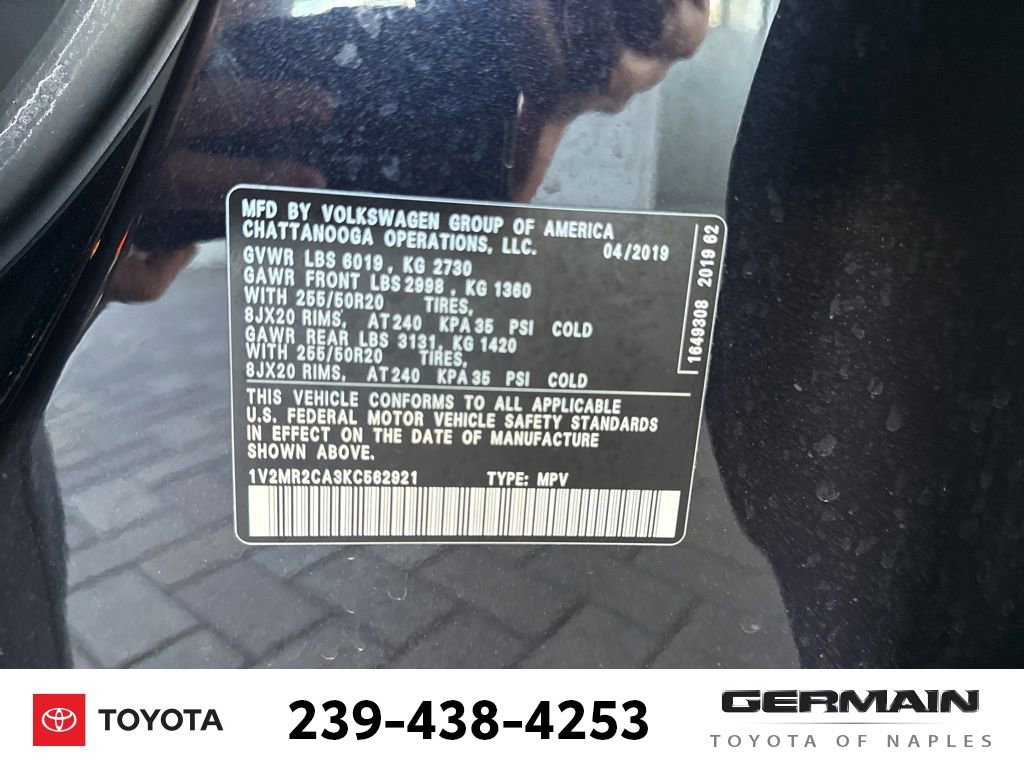 MFD BY VOLKSWAGEN GROUP OF AMERICA
CHATTANOOGA OPERATIONS, LLC. 04/2019
GVWR LBS 6019, KG 2730
GAWR FRONT LBS 2998, KG 1360
WITH 255/50R20 TIRES,
8JX20 RIMS, AT 240 KPA 35 PSI COLD
GAWR REAR LBS 3131, KG 1420
WITH 255/50R20 TIRES,
8JX20 RIMS, AT 240 KPA 35 PSI COLD
1649308 2019 62
THIS VEHICLE CONFORMS TO ALL APPLICABLE
U.S. FEDERAL MOTOR VEHICLE SAFETY STANDARDS
IN EFFECT ON THE DATE OF MANUFACTURE
SHOWN ABOVE.
1V2MR2CA3KC562921 TYPE: MPV
TOYOTA
239-438-4253
GERMAIN
TOYOTA OF NAPLES